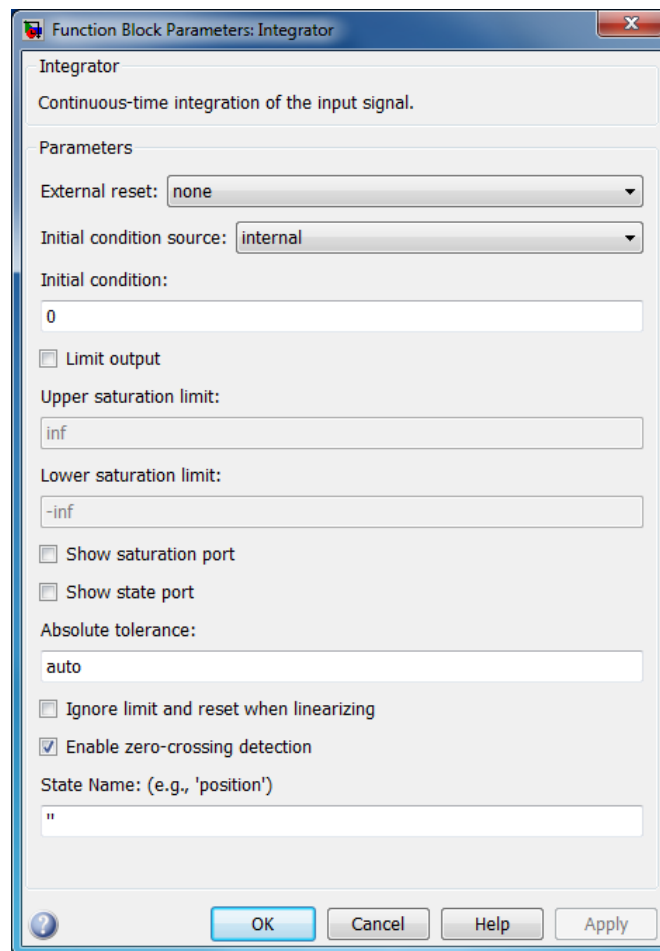 Function Block Parameters: Integrator
Integrator
Continuous-time integration of the input signal.
Parameters
External reset: none
Initial condition source: internal
Initial condition:
0
Limit output
Upper saturation limit:
inf
Lower saturation limit:
-inf
Show saturation port
Show state port
Absolute tolerance:
auto
Ignore limit and reset when linearizing
Enable zero-crossing detection
State Name: (e.g., 'position')
''
OK Cancel Help Apply